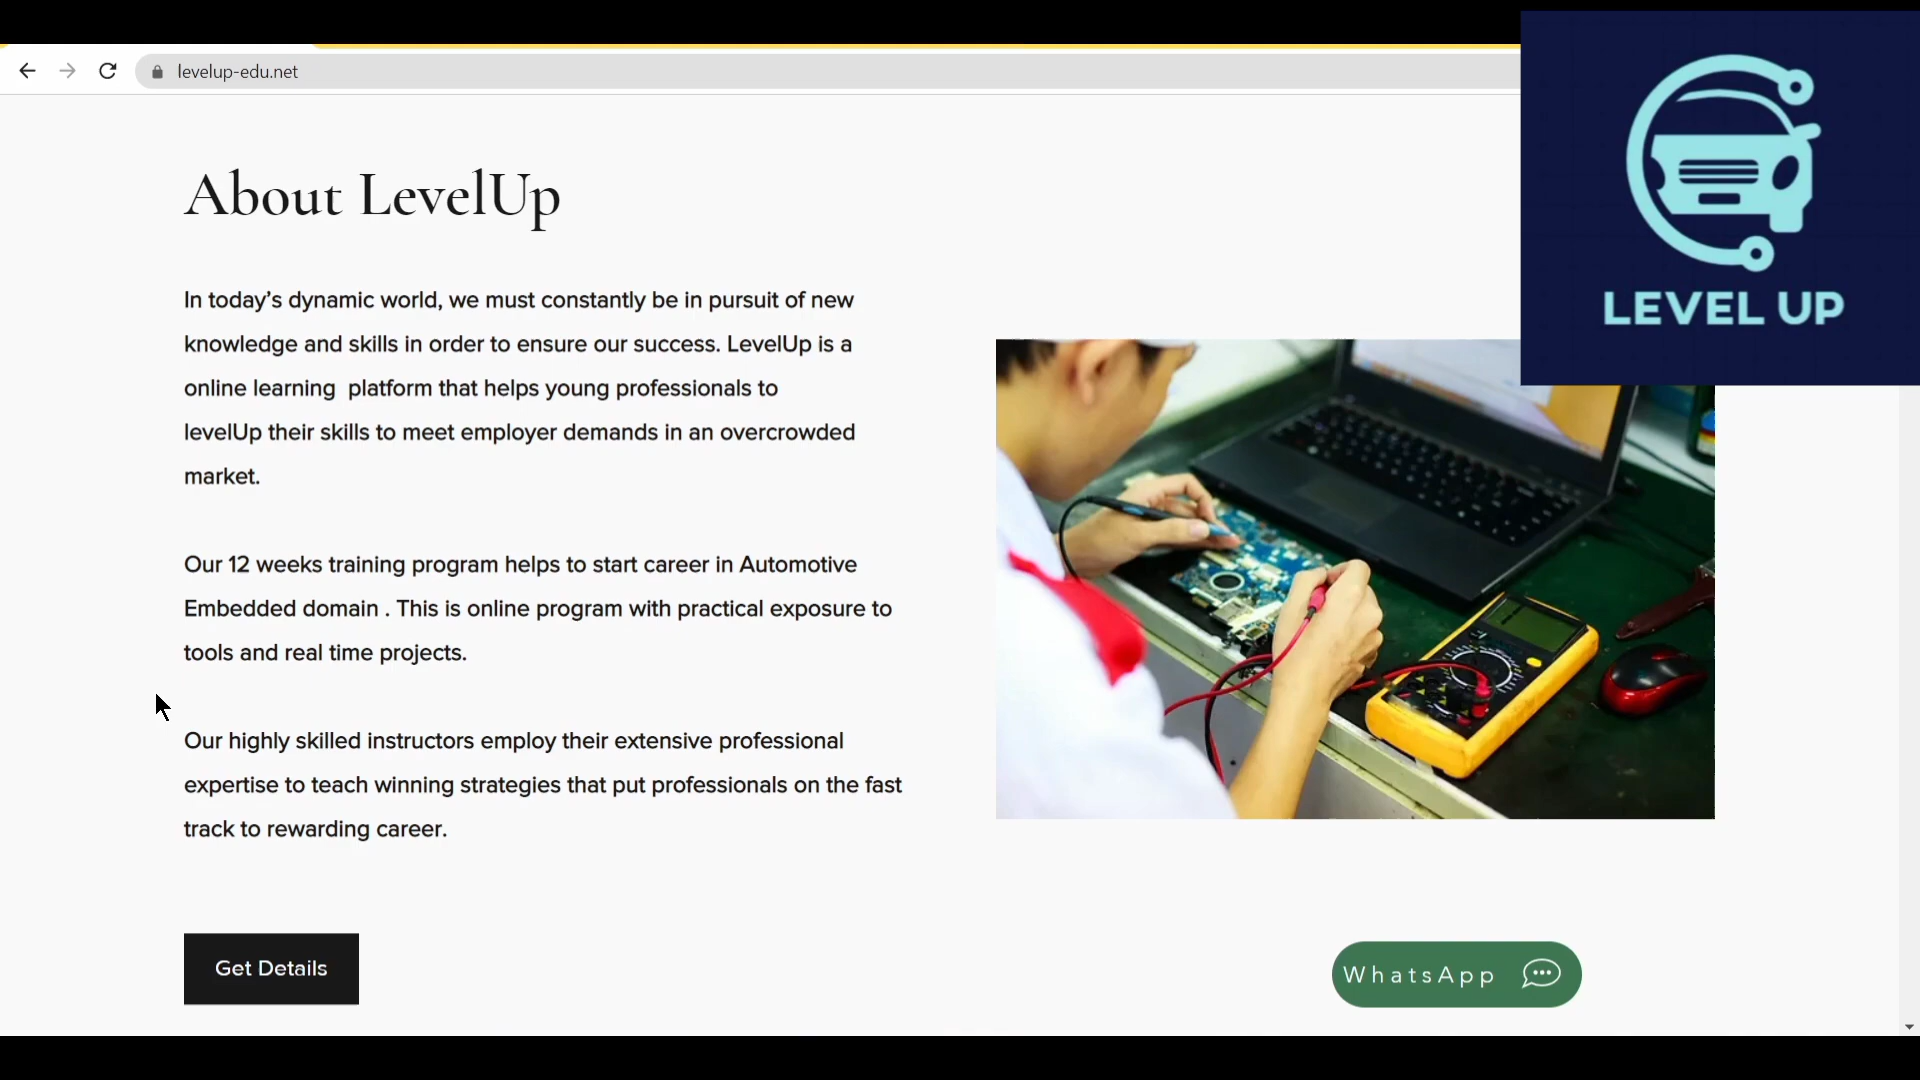 levelup-edu.net
LEVEL UP
About LevelUp
In today’s dynamic world, we must constantly be in pursuit of new
knowledge and skills in order to ensure our success. LevelUp is a
online learning  platform that helps young professionals to
levelUp their skills to meet employer demands in an overcrowded
market.
Our 12 weeks training program helps to start career in Automotive
Embedded domain . This is online program with practical exposure to
tools and real time projects.
Our highly skilled instructors employ their extensive professional
expertise to teach winning strategies that put professionals on the fast
track to rewarding career.
Get Details
WhatsApp